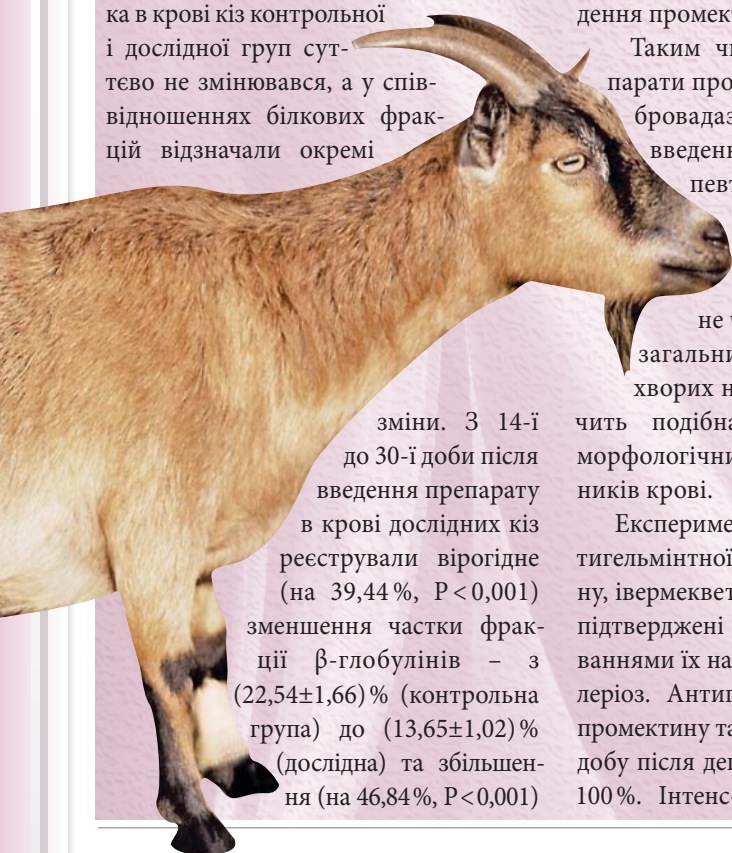 ка в крові кіз контрольної
і дослідної груп сут-
тєво не змінювався, а у спів-
відношеннях білкових фрак-
цій відзначали окремі
зміни. З 14-ї
до 30-ї доби після
введення препарату
в крові дослідних кіз
реєстрували вірогідне
(на 39,44 %, P < 0,001)
зменшення частки фрак-
ції β-глобулінів – з
(22,54±1,66) % (контрольна
група) до (13,65±1,02) %
(дослідна) та збільшен-
ня (на 46,84 %, P<0,001)
дення промек
Таким ч
парати про
бровадаз
введен
певт
не
загальни
хворих н
чить подібна
морфологічни
ників крові.
Експериме
тигельмінтної
ну, івермеквет
підтверджені
ваннями їх на
леріоз. Антиг
промектину та
добу після де
100 %. Інтенс-